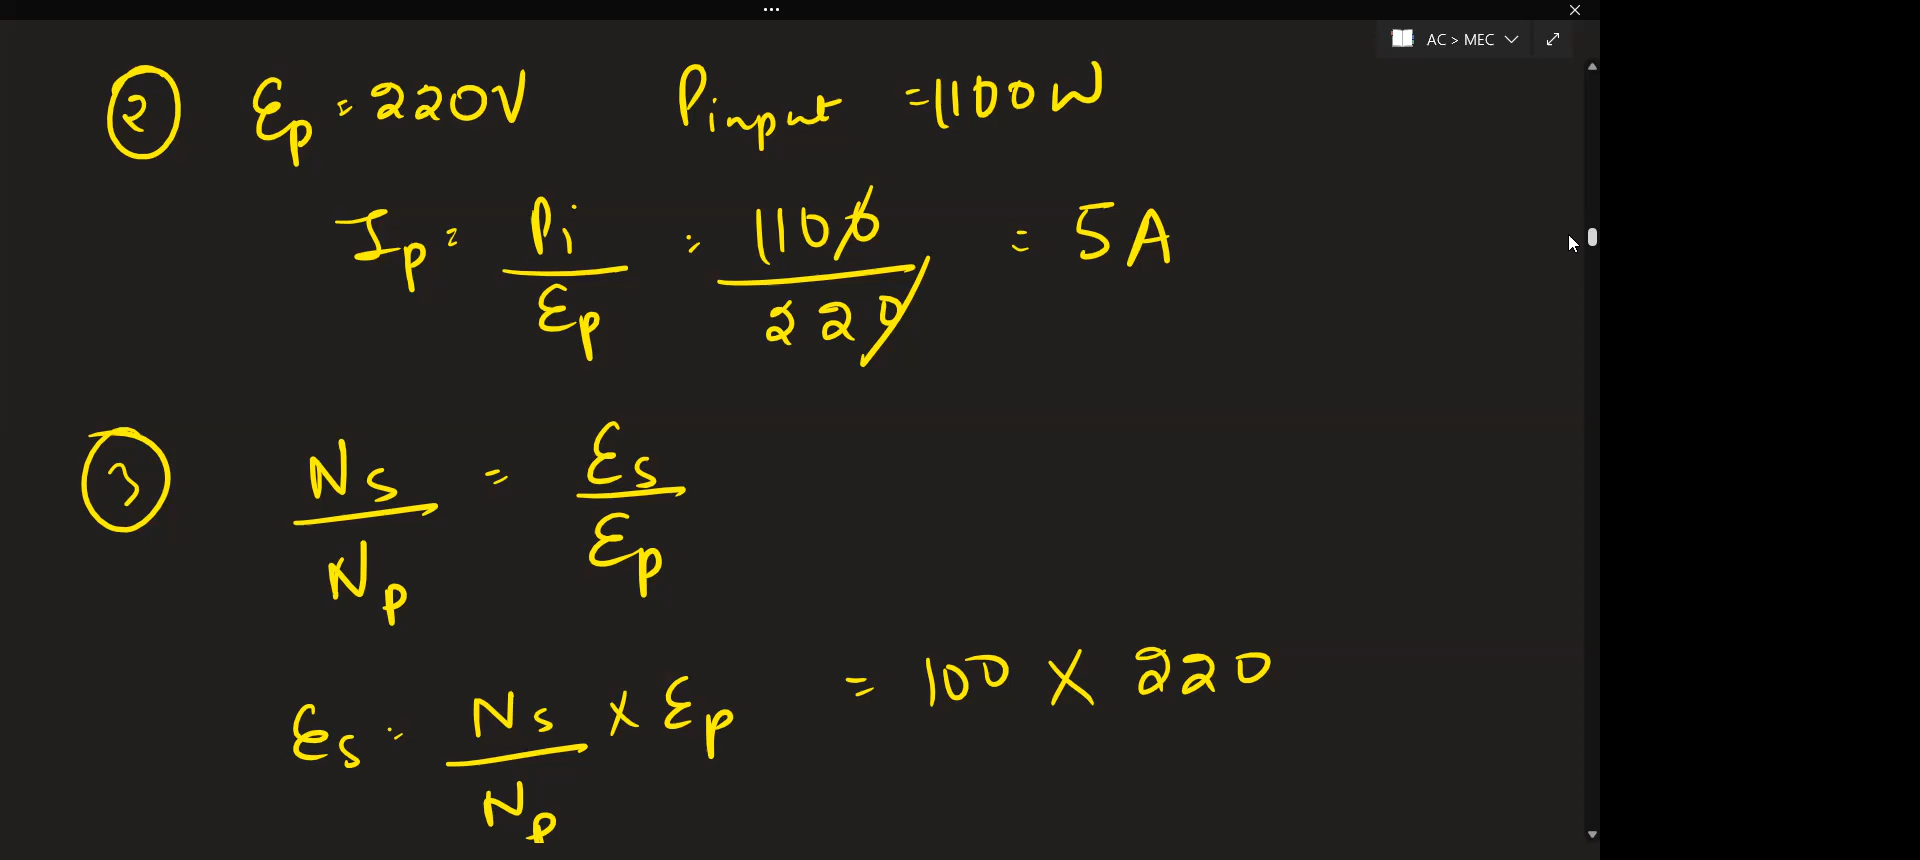 AC > MEC
2 Ep = 220V Pinput = 1100W
Ip = Pi / Ep = 1100 / 220 = 5A
3 Ns / Np = Es / Ep
Es = Ns / Np × Ep = 100 × 220